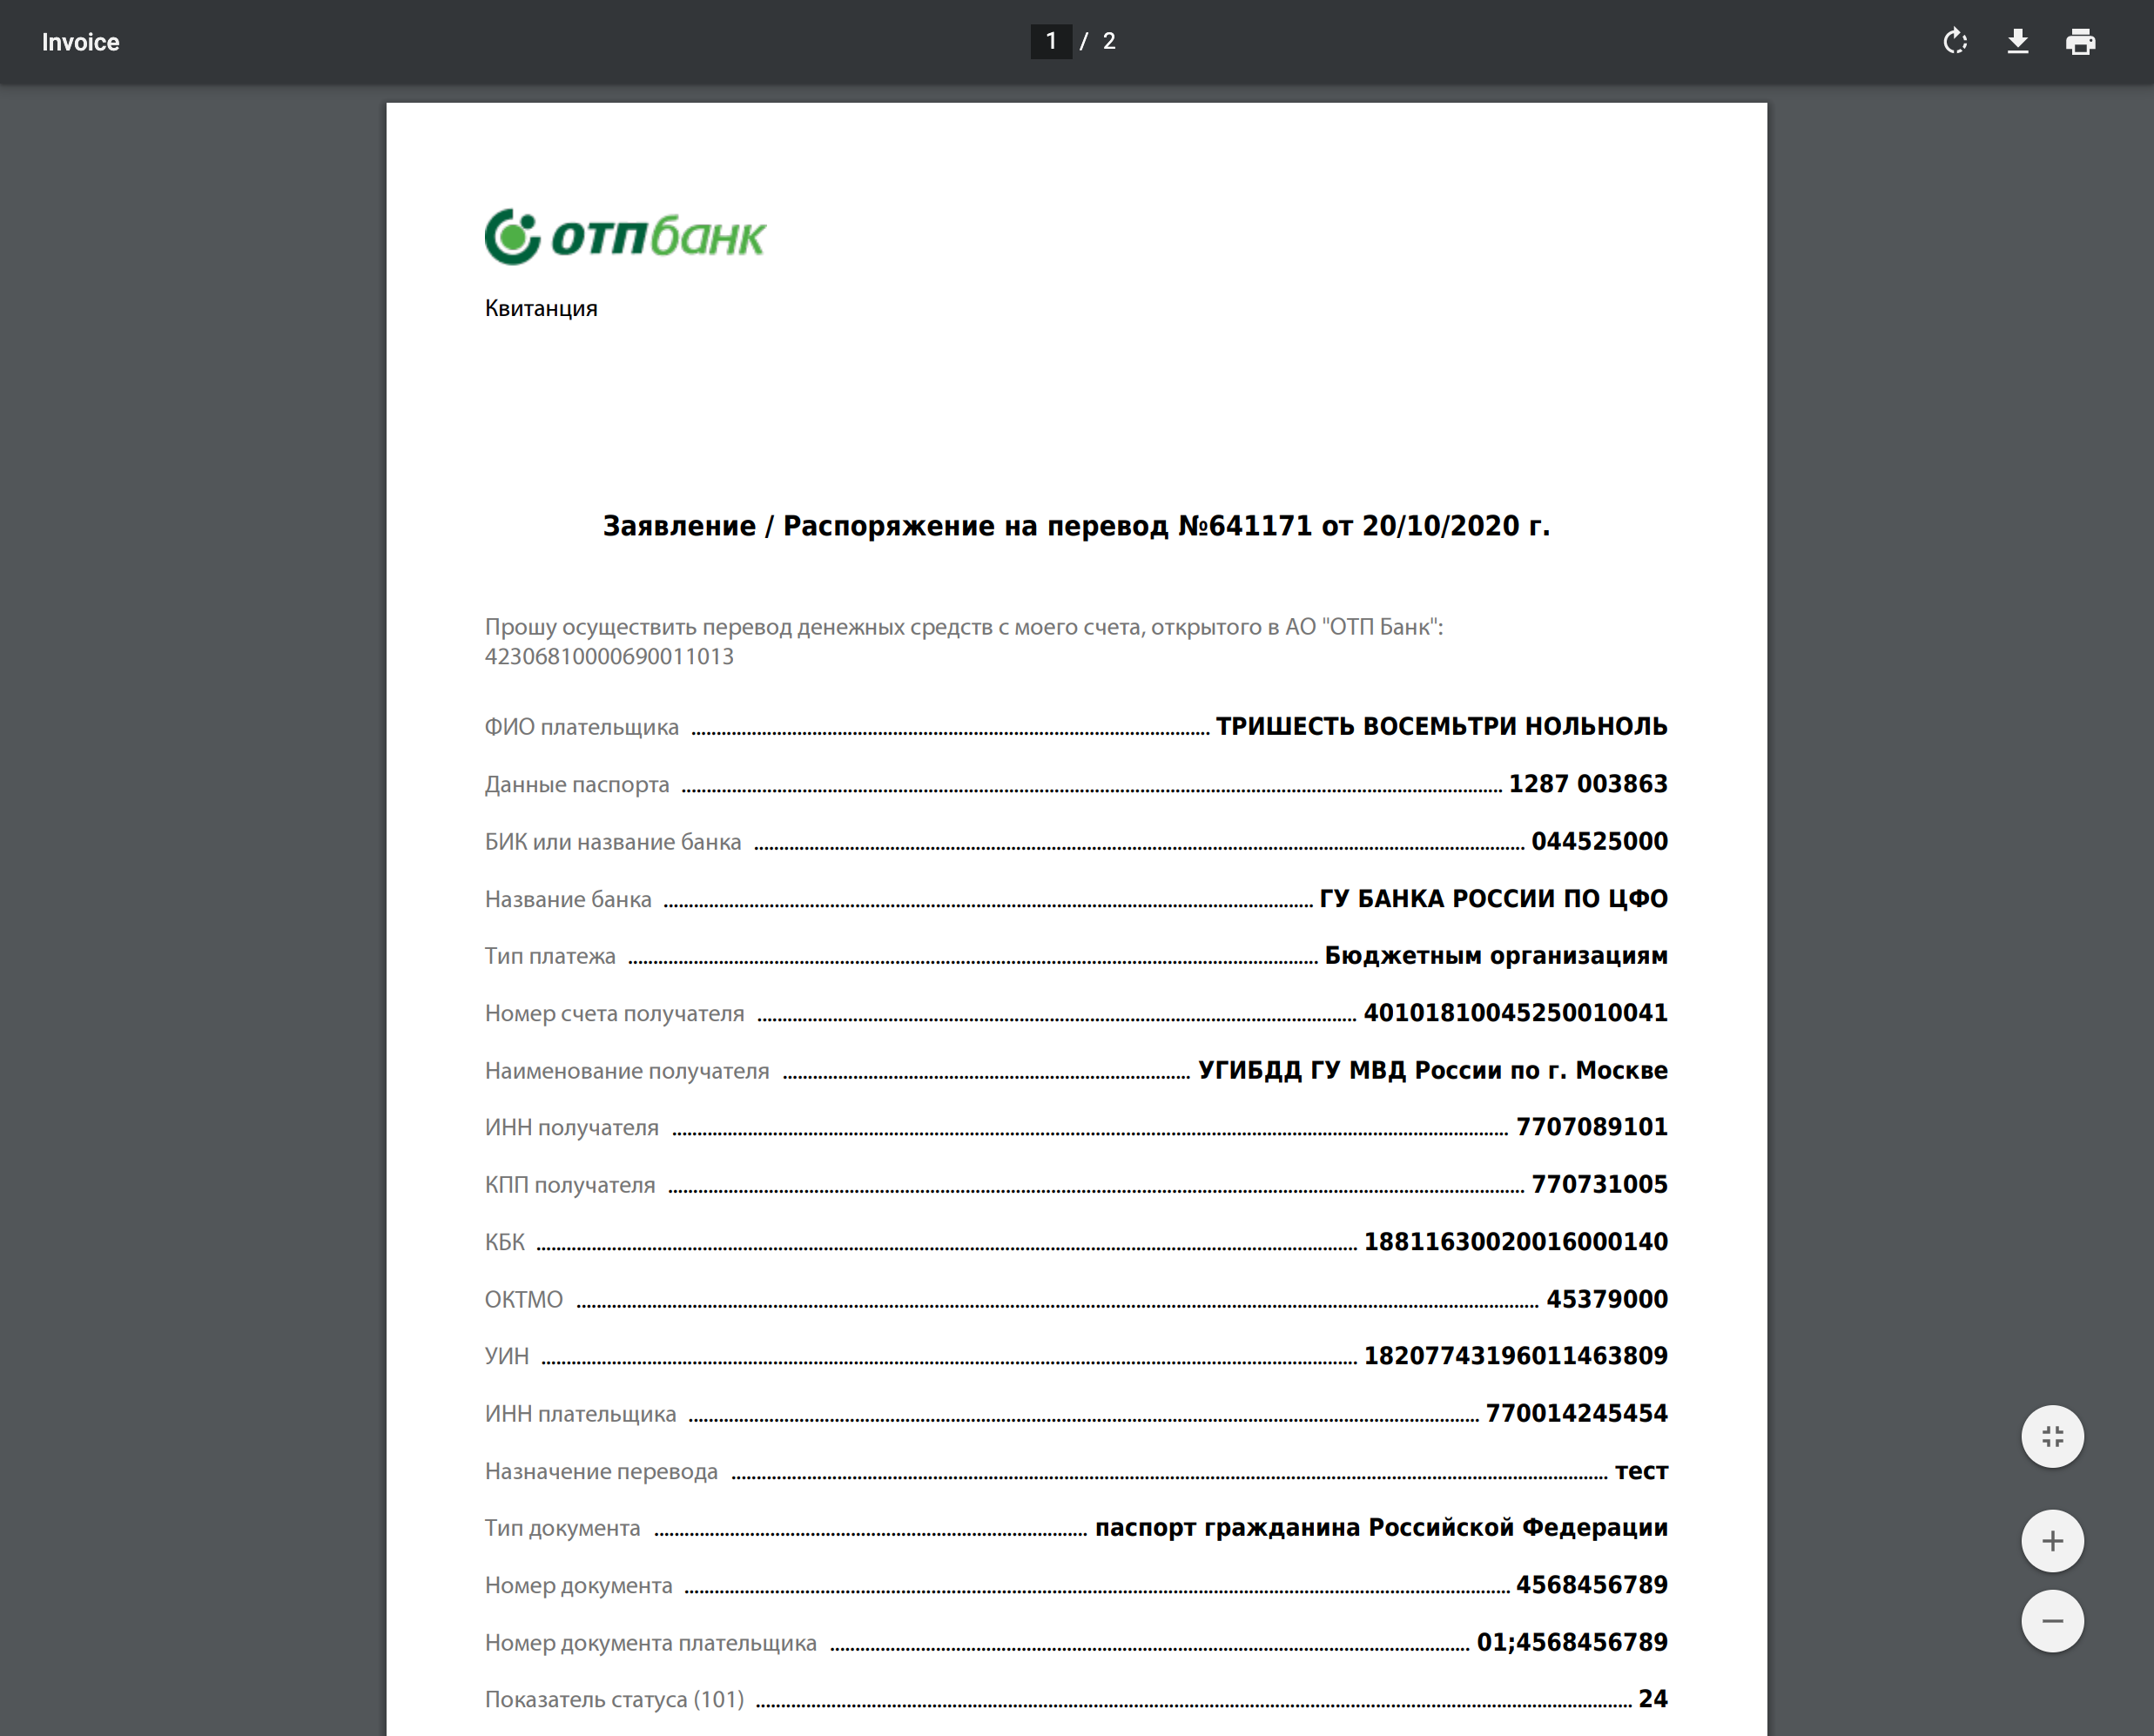 Invoice
1 / 2
отпбанк
Квитанция
Заявление / Распоряжение на перевод №641171 от 20/10/2020 г.
Прошу осуществить перевод денежных средств с моего счета, открытого в АО "ОТП Банк":
42306810000690011013
ФИО плательщика ТРИШЕСТЬ ВОСЕМЬТРИ НОЛЬНОЛЬ
Данные паспорта 1287 003863
БИК или название банка 044525000
Название банка ГУ БАНКА РОССИИ ПО ЦФО
Тип платежа Бюджетным организациям
Номер счета получателя 40101810045250010041
Наименование получателя УГИБДД ГУ МВД России по г. Москве
ИНН получателя 7707089101
КПП получателя 770731005
КБК 18811630020016000140
ОКТМО 45379000
УИН 18207743196011463809
ИНН плательщика 770014245454
Назначение перевода тест
Тип документа паспорт гражданина Российской Федерации
Номер документа 4568456789
Номер документа плательщика 01;4568456789
Показатель статуса (101) 24